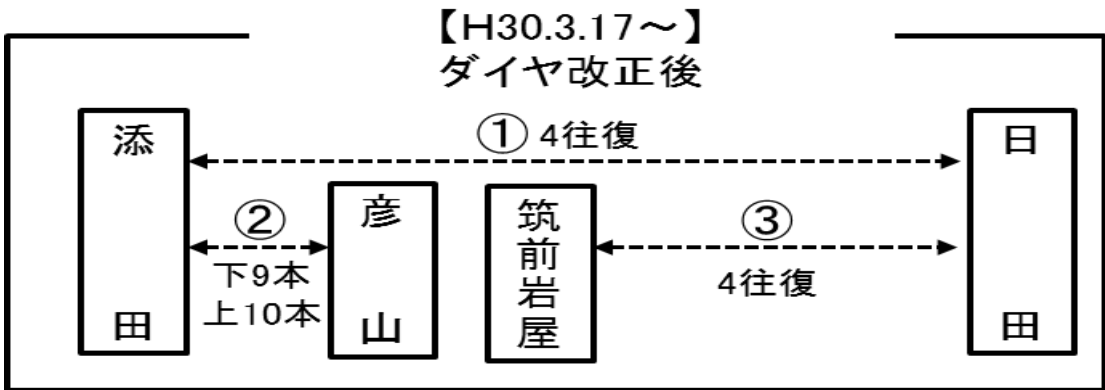 【H30.3.17～】
ダイヤ改正後
添田
日田
① 4往復
彦山
筑前岩屋
②
下9本
上10本
③
4往復